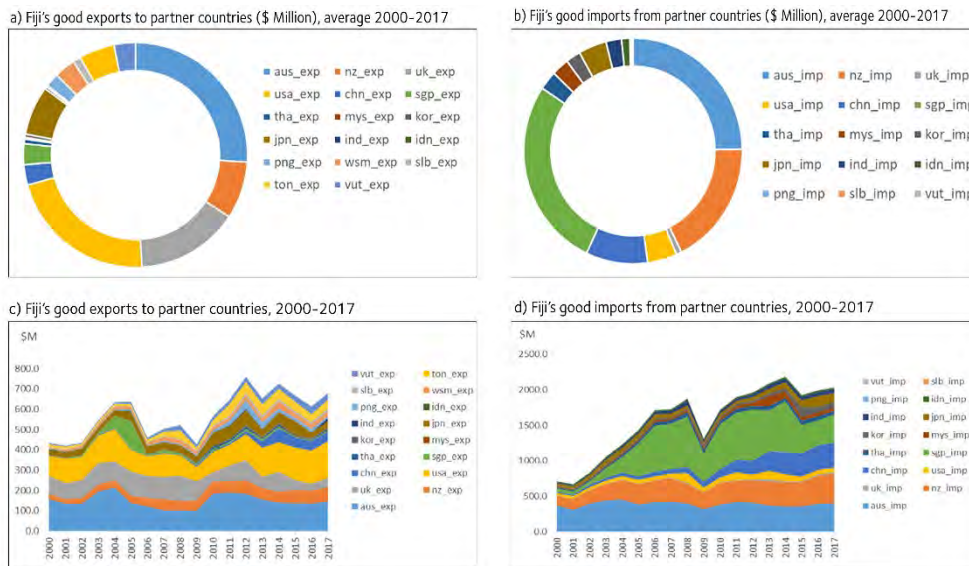 a) Fiji's good exports to partner countries ($ Million), average 2000-2017
aus_exp nz_exp uk_exp
usa_exp chn_exp sgp_exp
tha_exp mys_exp kor_exp
jpn_exp ind_exp idn_exp
png_exp wsm_exp slb_exp
ton_exp vut_exp
b) Fiji's good imports from partner countries ($ Million), average 2000-2017
aus_imp nz_imp uk_imp
usa_imp chn_imp sgp_imp
tha_imp mys_imp kor_imp
jpn_imp ind_imp idn_imp
png_imp slb_imp vut_imp
c) Fiji's good exports to partner countries, 2000-2017
$M
800.0
700.0
600.0
500.0
400.0
300.0
200.0
100.0
0.0
2000 2001 2002 2003 2004 2005 2006 2007 2008 2009 2010 2011 2012 2013 2014 2015 2016 2017
vut_exp ton_exp
slb_exp wsm_exp
png_exp idn_exp
ind_exp jpn_exp
kor_exp mys_exp
tha_exp sgp_exp
chn_exp usa_exp
uk_exp nz_exp
aus_exp
d) Fiji's good imports from partner countries, 2000-2017
$M
2500.0
2000.0
1500.0
1000.0
500.0
0.0
2000 2001 2002 2003 2004 2005 2006 2007 2008 2009 2010 2011 2012 2013 2014 2015 2016 2017
vut_imp slb_imp
png_imp idn_imp
ind_imp jpn_imp
kor_imp mys_imp
tha_imp sgp_imp
chn_imp usa_imp
uk_imp nz_imp
aus_imp